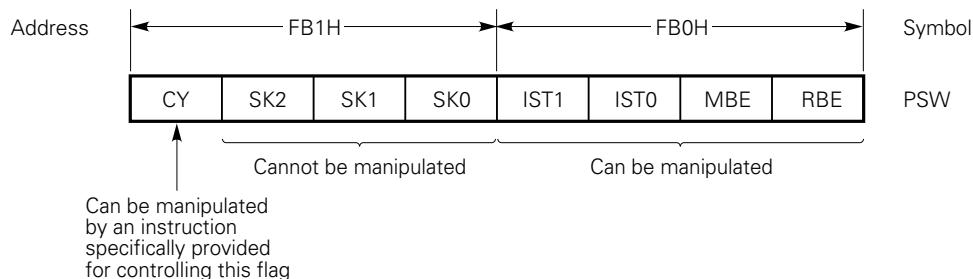 Address FB1H FB0H Symbol
CY SK2 SK1 SK0 IST1 IST0 MBE RBE PSW
Cannot be manipulated Can be manipulated
Can be manipulated
by an instruction
specifically provided
for controlling this flag